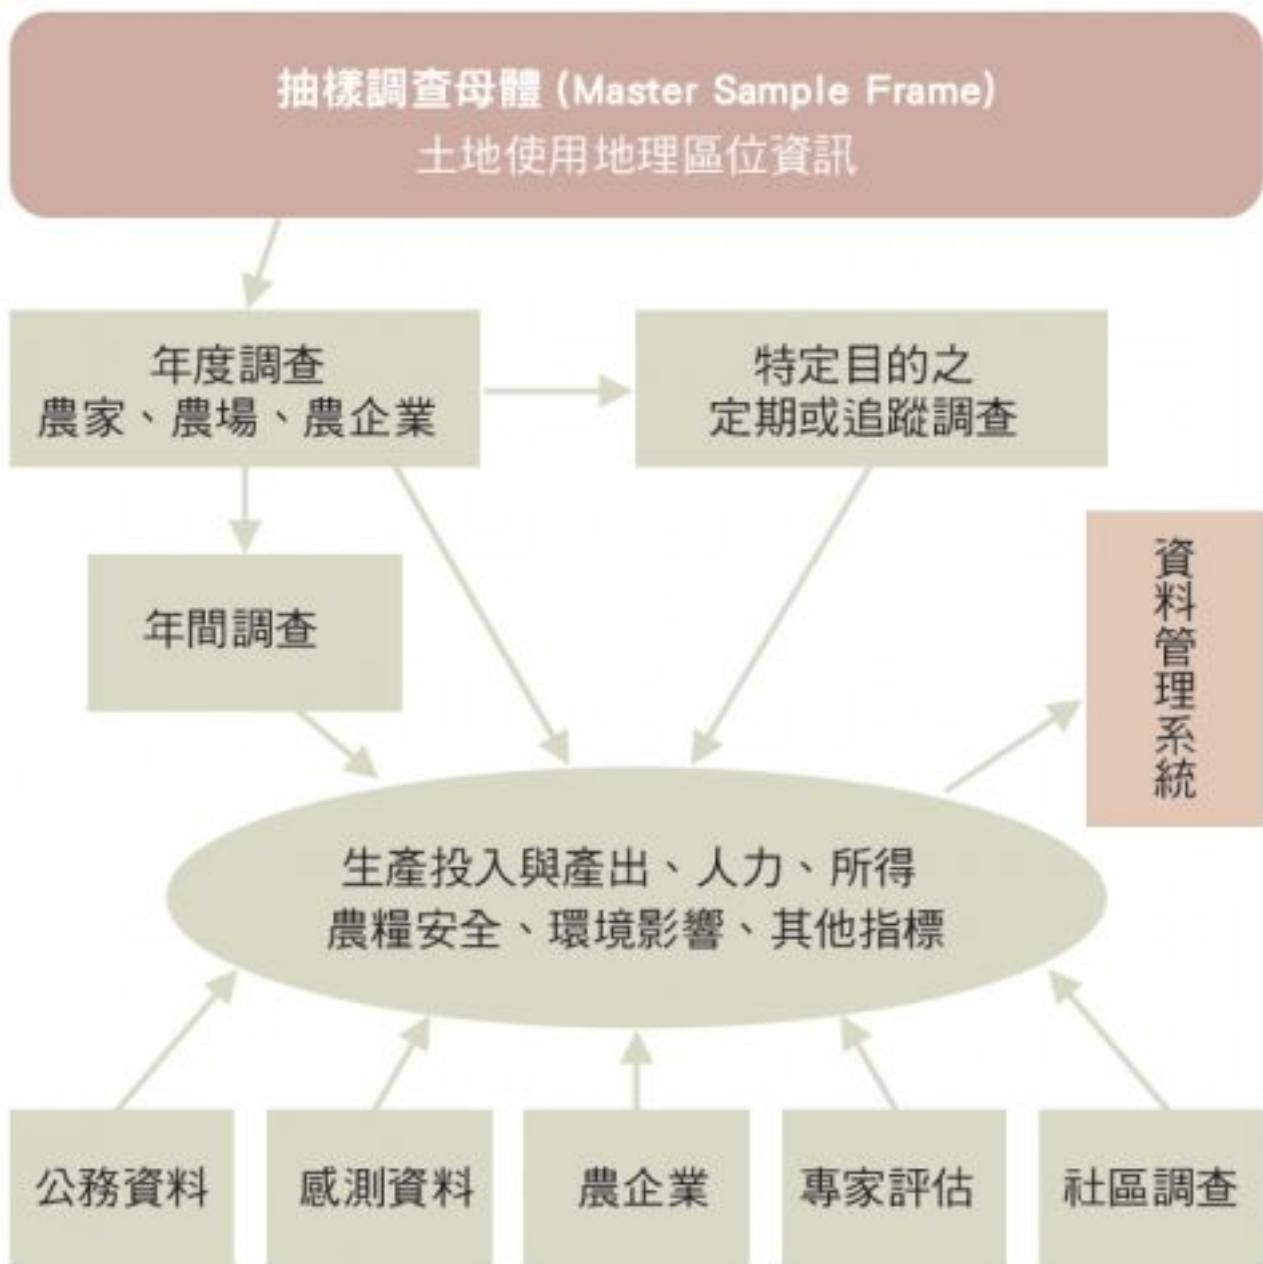 抽樣調查母體 (Master Sample Frame)
土地使用地理區位資訊
年度調查
農家、農場、農企業
特定目的之
定期或追蹤調查
年間調查
資料管理系統
生產投入與產出、人力、所得
農糧安全、環境影響、其他指標
公務資料
感測資料
農企業
專家評估
社區調查